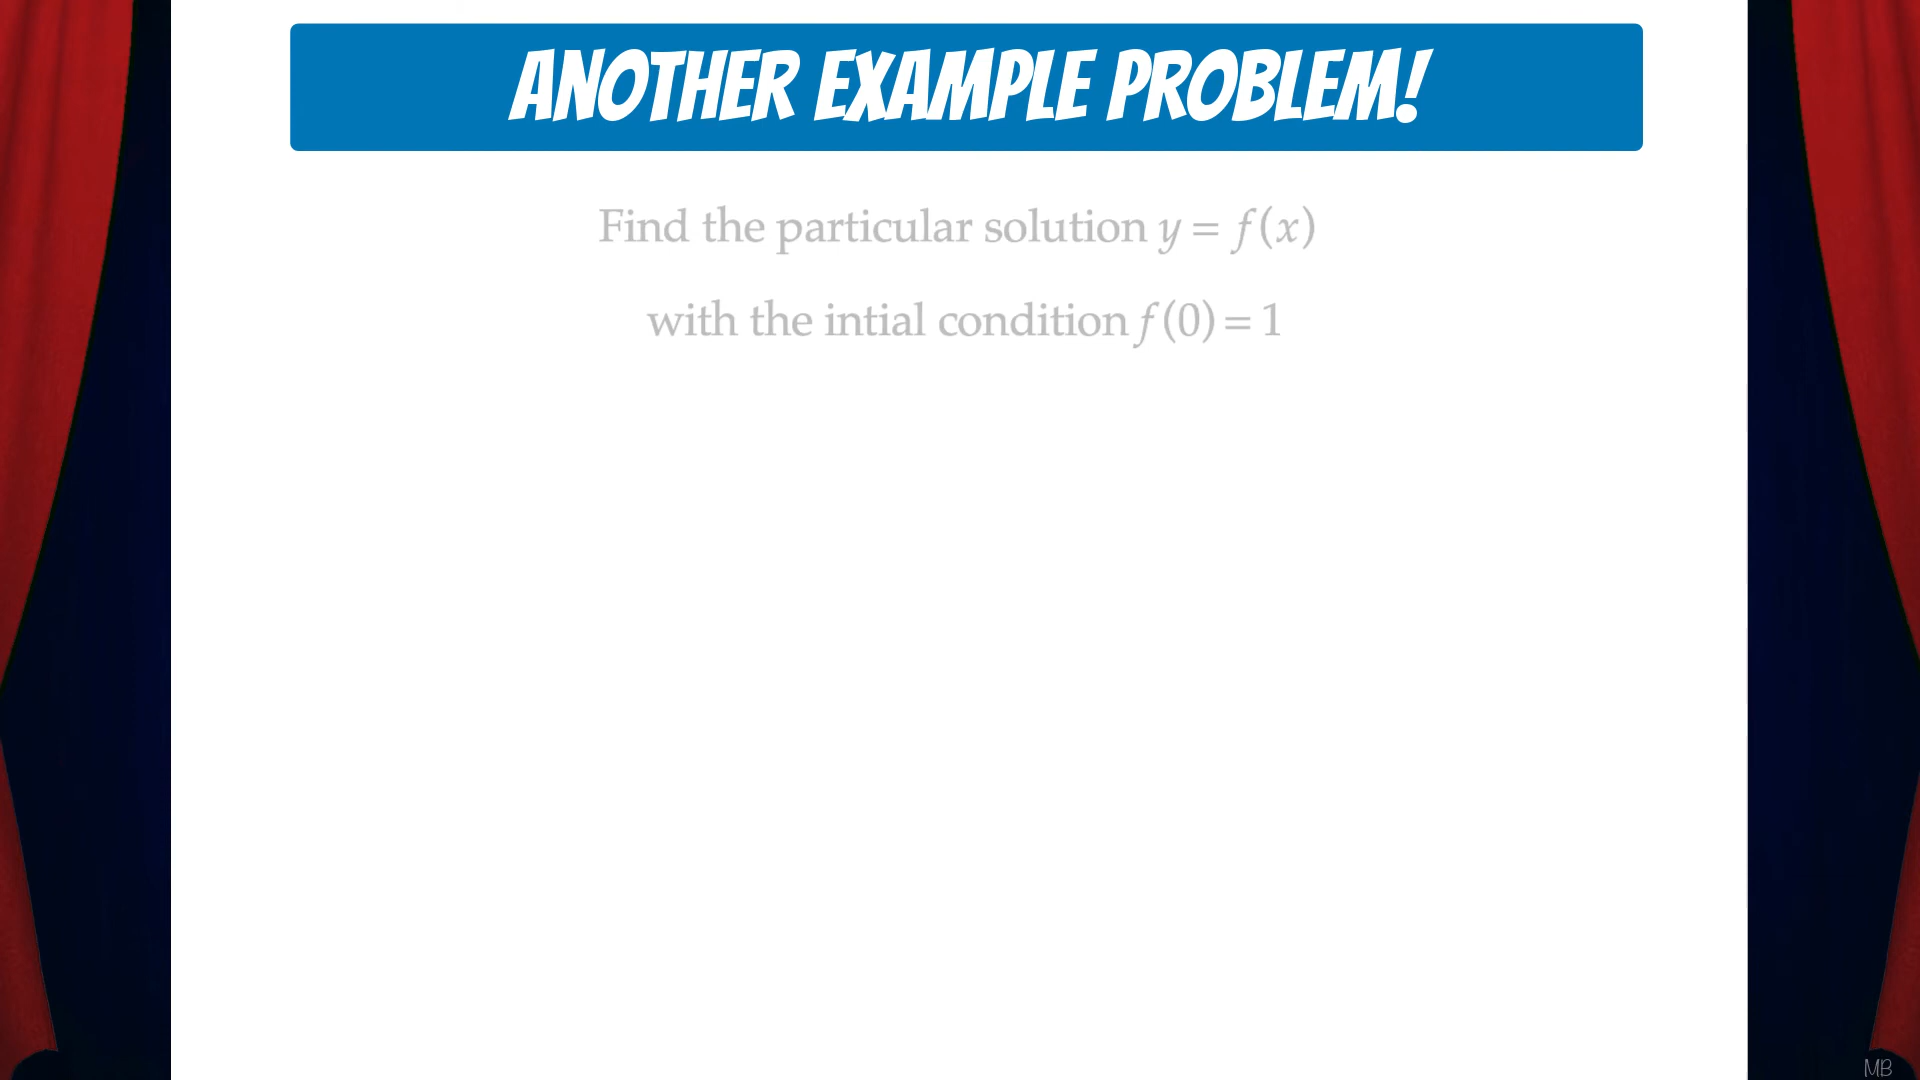 ANOTHER EXAMPLE PROBLEM!
Find the particular solution y = f(x)
with the intial condition f(0) = 1
MB